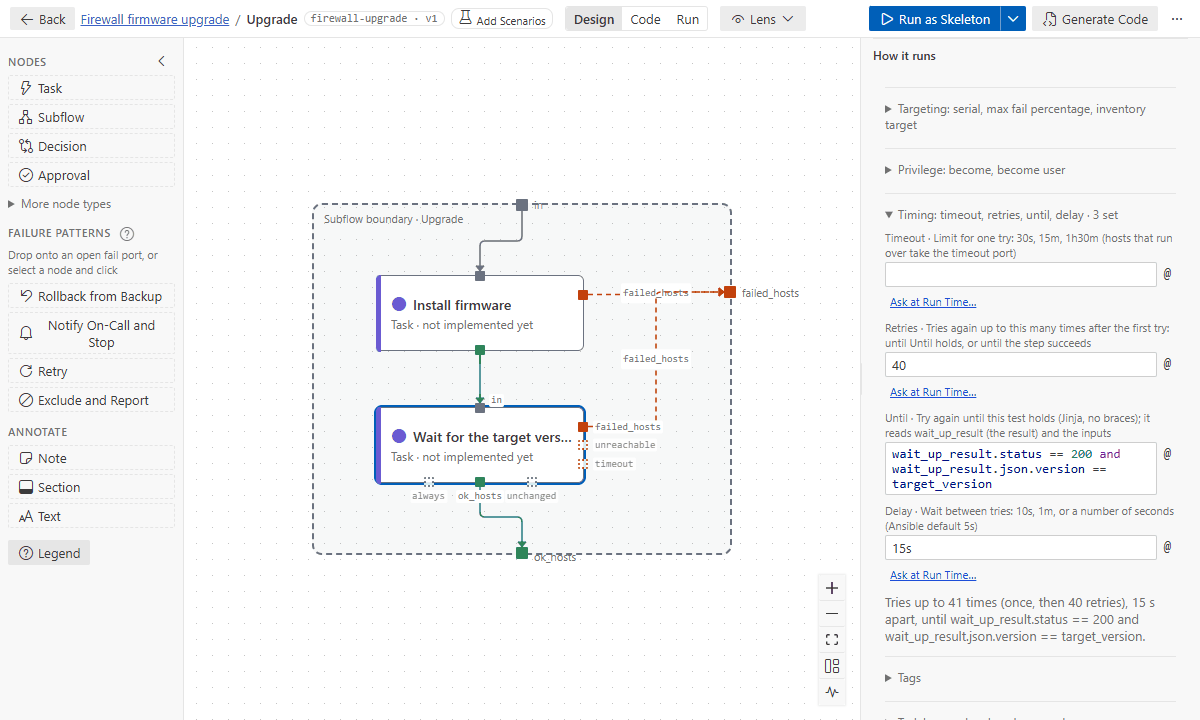 Back
Firewall firmware upgrade / Upgrade
firewall-upgrade · v1
Add Scenarios
Design
Code
Run
Lens
Run as Skeleton
Generate Code
NODES
Task
Subflow
Decision
Approval
More node types
FAILURE PATTERNS
Drop onto an open fail port, or
select a node and click
Rollback from Backup
Notify On-Call and
Stop
Retry
Exclude and Report
ANNOTATE
Note
Section
Text
Legend
in
Subflow boundary · Upgrade
Install firmware
Task · not implemented yet
failed_hosts
failed_hosts
failed_hosts
in
Wait for the target vers...
Task · not implemented yet
failed_hosts
unreachable
timeout
always
ok_hosts
unchanged
ok_hosts
How it runs
Targeting: serial, max fail percentage, inventory
target
Privilege: become, become user
Timing: timeout, retries, until, delay · 3 set
Timeout · Limit for one try: 30s, 15m, 1h30m (hosts that run
over take the timeout port)
@
Ask at Run Time...
Retries · Tries again up to this many times after the first try:
until Until holds, or until the step succeeds
40
@
Ask at Run Time...
Until · Try again until this test holds (Jinja, no braces); it
reads wait_up_result (the result) and the inputs
wait_up_result.status == 200 and
wait_up_result.json.version ==
target_version
@
Delay · Wait between tries: 10s, 1m, or a number of seconds
(Ansible default 5s)
15s
@
Ask at Run Time...
Tries up to 41 times (once, then 40 retries), 15 s
apart, until wait_up_result.status == 200 and
wait_up_result.json.version == target_version.
Tags